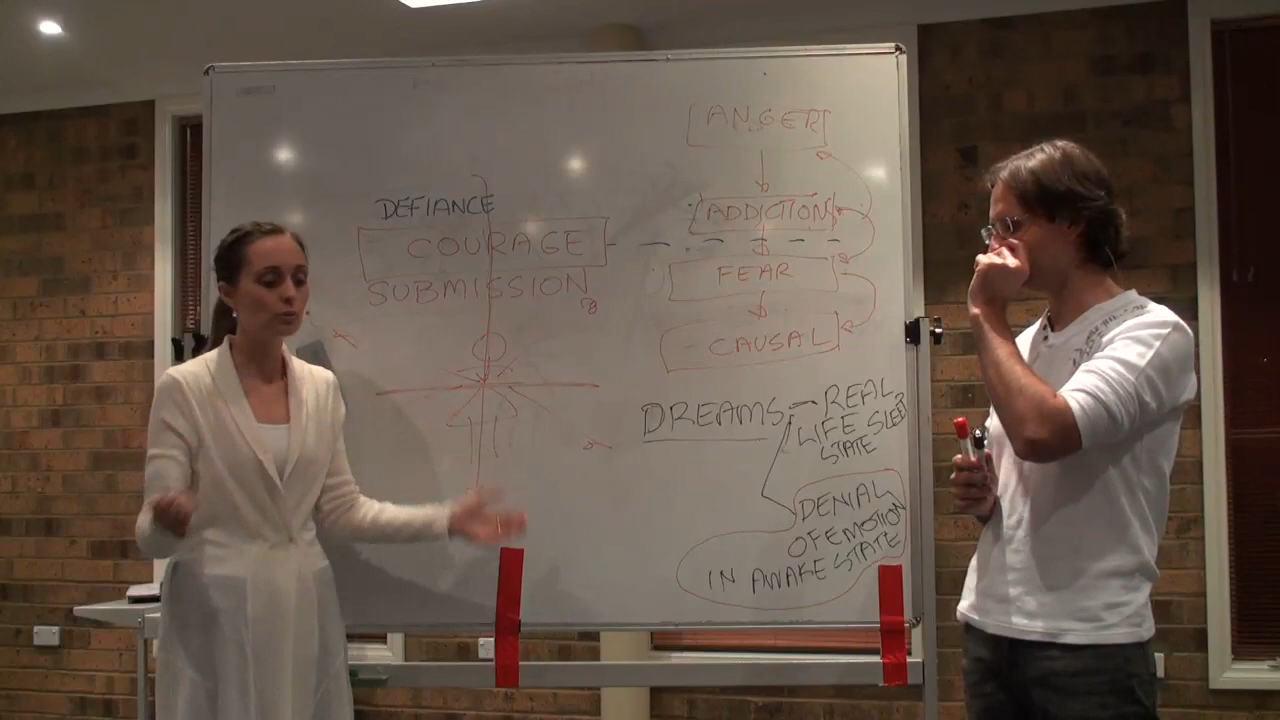 ANGER
DEFIANCE
COURAGE
SUBMISSION
ADDICTION
FEAR
CAUSAL
DREAMS - REAL
LIFE SLEEP
STATE
DENIAL
OF EMOTION
IN AWAKE STATE